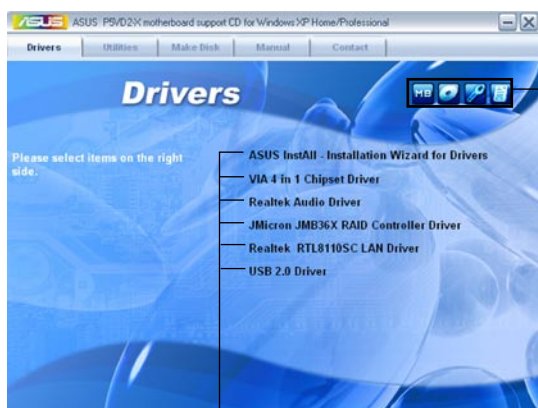 ASUS ASUS P5VD2-X motherboard support CD for Windows XP Home/Professional
Drivers Utilities Make Disk Manual Contact
Drivers
MB
Please select items on the right
side.
ASUS InstAll - Installation Wizard for Drivers
VIA 4 in 1 Chipset Driver
Realtek Audio Driver
JMicron JMB36X RAID Controller Driver
Realtek RTL8110SC LAN Driver
USB 2.0 Driver